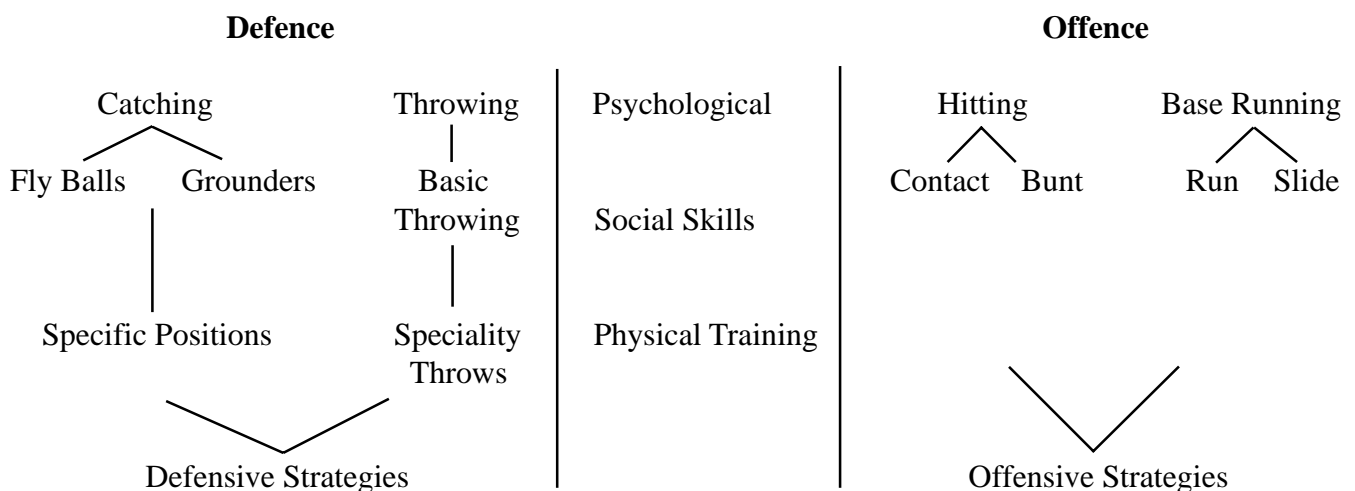 Defence
Offence
Catching
Throwing
Psychological
Hitting
Base Running
Fly Balls
Grounders
Basic
Throwing
Contact
Bunt
Run
Slide
Social Skills
Specific Positions
Speciality
Throws
Physical Training
Defensive Strategies
Offensive Strategies